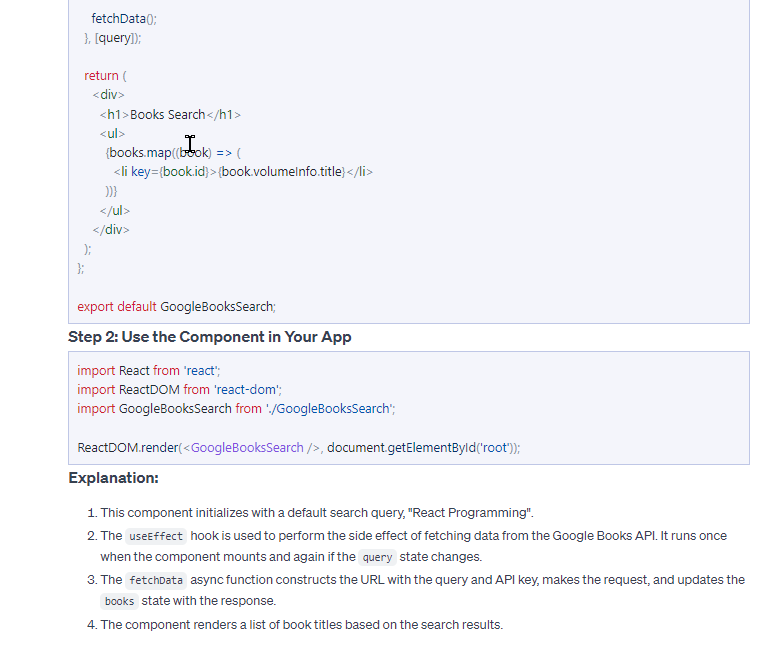 fetchData();
}, [query]);
return (
<div>
<h1>Books Search</h1>
<ul>
{books.map((book) => (
<li key={book.id}>{book.volumeInfo.title}</li>
))}
</ul>
</div>
);
};
export default GoogleBooksSearch;
Step 2: Use the Component in Your App
import React from 'react';
import ReactDOM from 'react-dom';
import GoogleBooksSearch from './GoogleBooksSearch';
ReactDOM.render(<GoogleBooksSearch />, document.getElementById('root'));
Explanation:
1. This component initializes with a default search query, "React Programming".
2. The useEffect hook is used to perform the side effect of fetching data from the Google Books API. It runs once
when the component mounts and again if the query state changes.
3. The fetchData async function constructs the URL with the query and API key, makes the request, and updates the
books state with the response.
4. The component renders a list of book titles based on the search results.